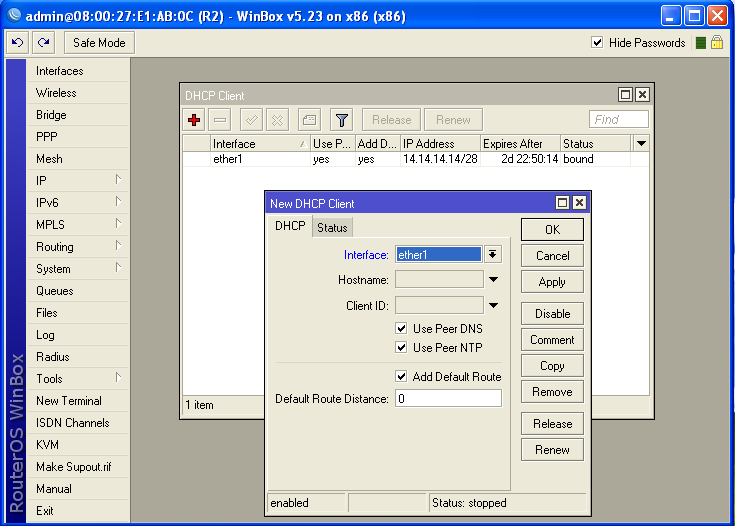 admin@08:00:27:E1:AB:0C (R2) - WinBox v5.23 on x86 (x86)
Safe Mode
Hide Passwords
RouterOS WinBox
Interfaces
Wireless
Bridge
PPP
Mesh
IP
IPv6
MPLS
Routing
System
Queues
Files
Log
Radius
Tools
New Terminal
ISDN Channels
KVM
Make Supout.rif
Manual
Exit
DHCP Client
Release
Renew
Find
Interface Use P... Add D... IP Address Expires After Status
ether1 yes yes 14.14.14.14/28 2d 22:50:14 bound
1 item
New DHCP Client
DHCP Status
Interface: ether1
Hostname:
Client ID:
Use Peer DNS
Use Peer NTP
Add Default Route
Default Route Distance: 0
OK
Cancel
Apply
Disable
Comment
Copy
Remove
Release
Renew
enabled
Status: stopped